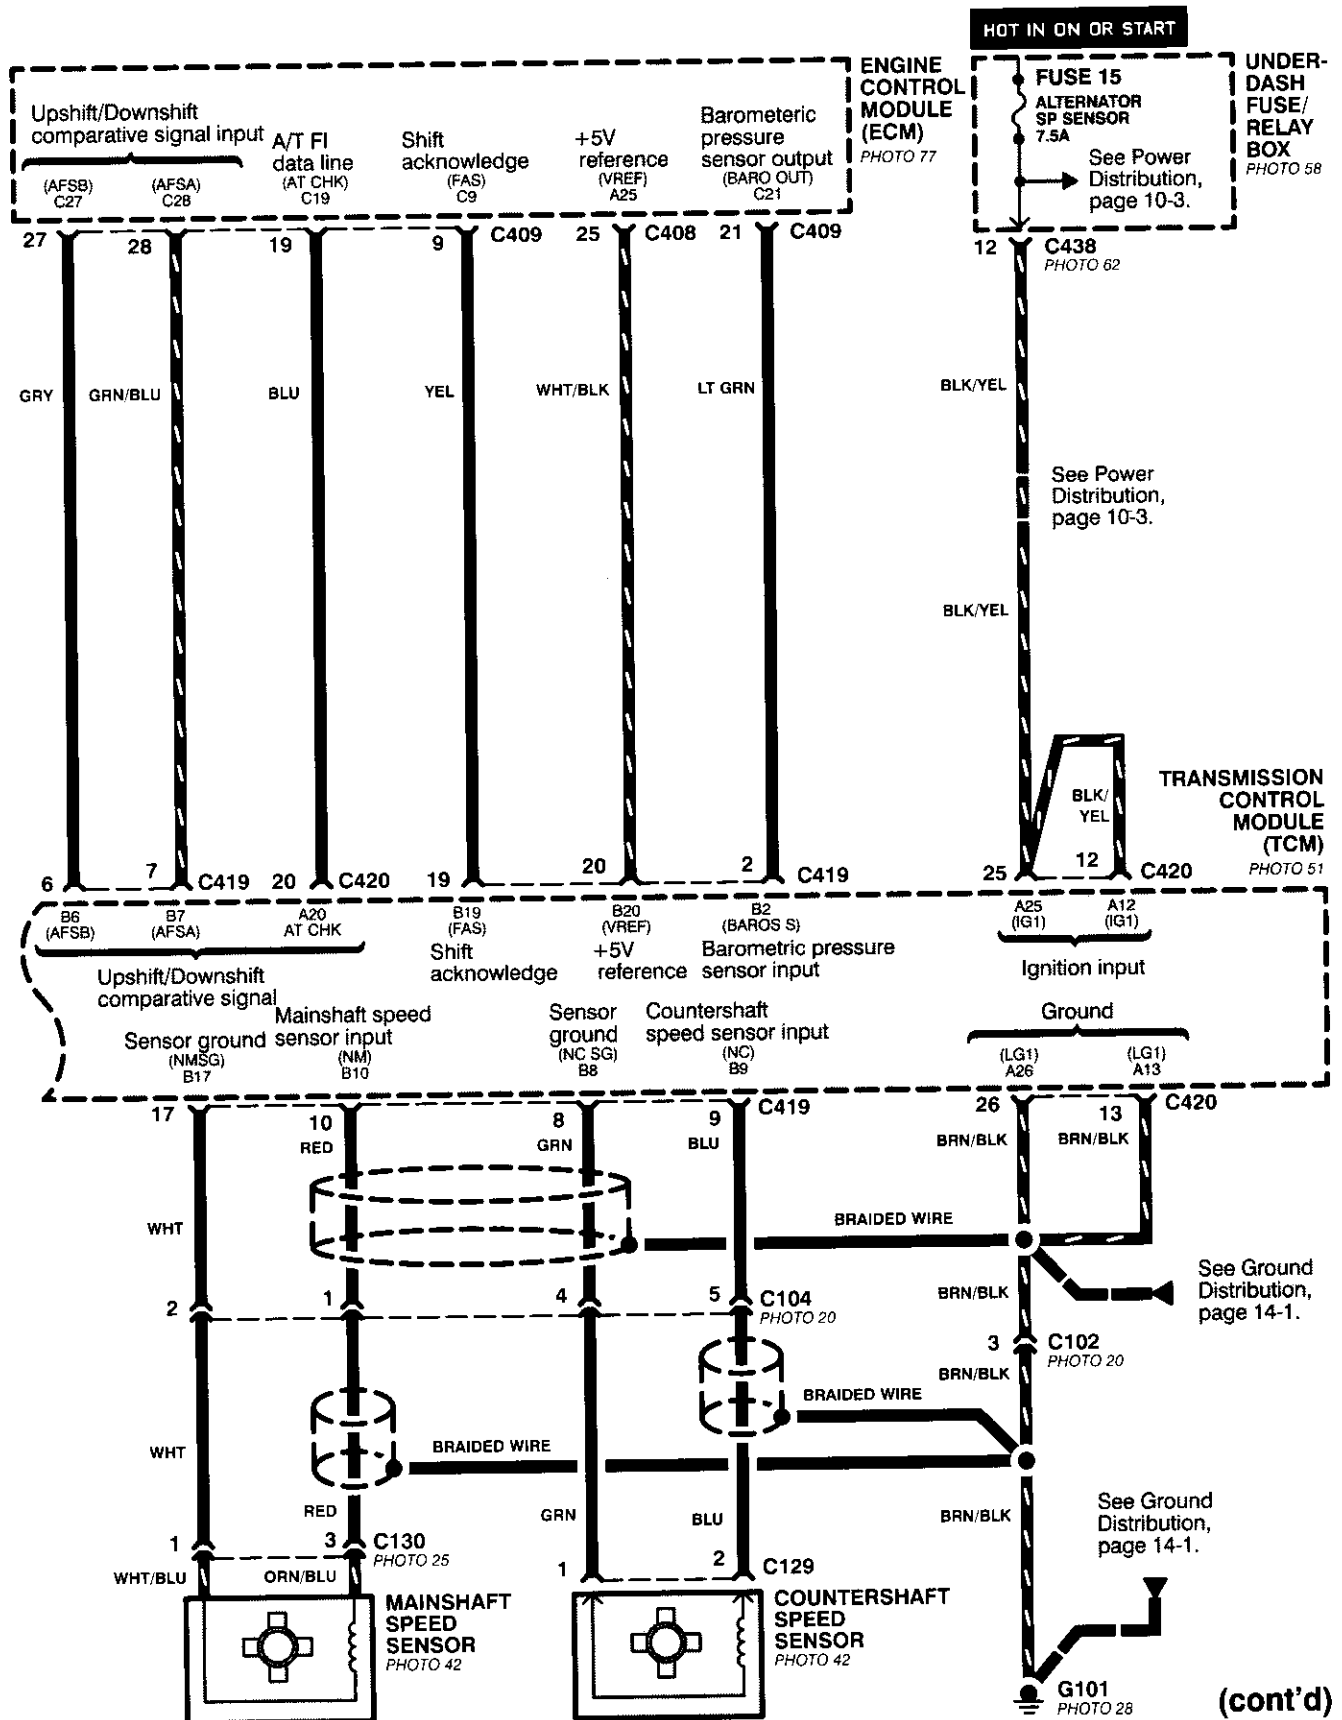 HOT IN ON OR START
ENGINE
CONTROL
MODULE
(ECM)
PHOTO 77
FUSE 15
ALTERNATOR
SP SENSOR
7.5A
UNDER-
DASH
FUSE/
RELAY
BOX
PHOTO 58
See Power
Distribution,
page 10-3.
Upshift/Downshift
comparative signal input
(AFSB)
C27
(AFSA)
C28
A/T FI
data line
(AT CHK)
C19
Shift
acknowledge
(FAS)
C9
+5V
reference
(VREF)
A25
Barometeric
pressure
sensor output
(BARO OUT)
C21
27
28
19
9
C409
25
C408
21
C409
12
C438
PHOTO 62
GRY
GRN/BLU
BLU
YEL
WHT/BLK
LT GRN
BLK/YEL
See Power
Distribution,
page 10-3.
BLK/YEL
BLK/
YEL
TRANSMISSION
CONTROL
MODULE
(TCM)
PHOTO 51
6
7
C419
20
C420
19
20
2
C419
25
12
C420
B6
(AFSB)
B7
(AFSA)
A20
AT CHK
B19
(FAS)
B20
(VREF)
B2
(BAROS S)
A25
(IG1)
A12
(IG1)
Upshift/Downshift
comparative signal
Shift
acknowledge
+5V
reference
Barometric pressure
sensor input
Ignition input
Sensor ground
(NMSG)
B17
Mainshaft speed
sensor input
(NM)
B10
Sensor
ground
(NC SG)
B8
Countershaft
speed sensor input
(NC)
B9
Ground
(LG1)
A26
(LG1)
A13
17
10
8
9
C419
26
13
C420
RED
GRN
BLU
BRN/BLK
BRN/BLK
WHT
BRAIDED WIRE
See Ground
Distribution,
page 14-1.
BRN/BLK
2
1
4
5
C104
PHOTO 20
3
C102
PHOTO 20
BRN/BLK
BRAIDED WIRE
WHT
BRAIDED WIRE
RED
GRN
BLU
BRN/BLK
See Ground
Distribution,
page 14-1.
1
3
C130
PHOTO 25
1
2
C129
WHT/BLU
ORN/BLU
MAINSHAFT
SPEED
SENSOR
PHOTO 42
COUNTERSHAFT
SPEED
SENSOR
PHOTO 42
G101
PHOTO 28
(cont'd)